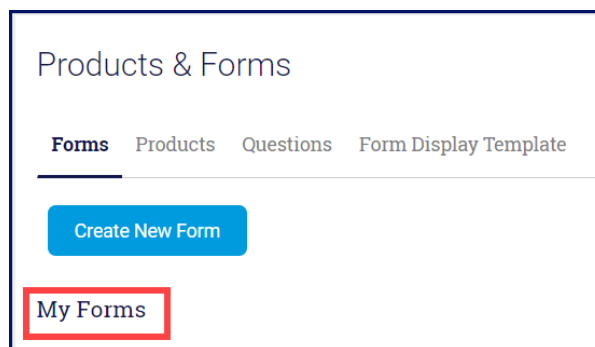 Products & Forms
Forms Products Questions Form Display Template
Create New Form
My Forms